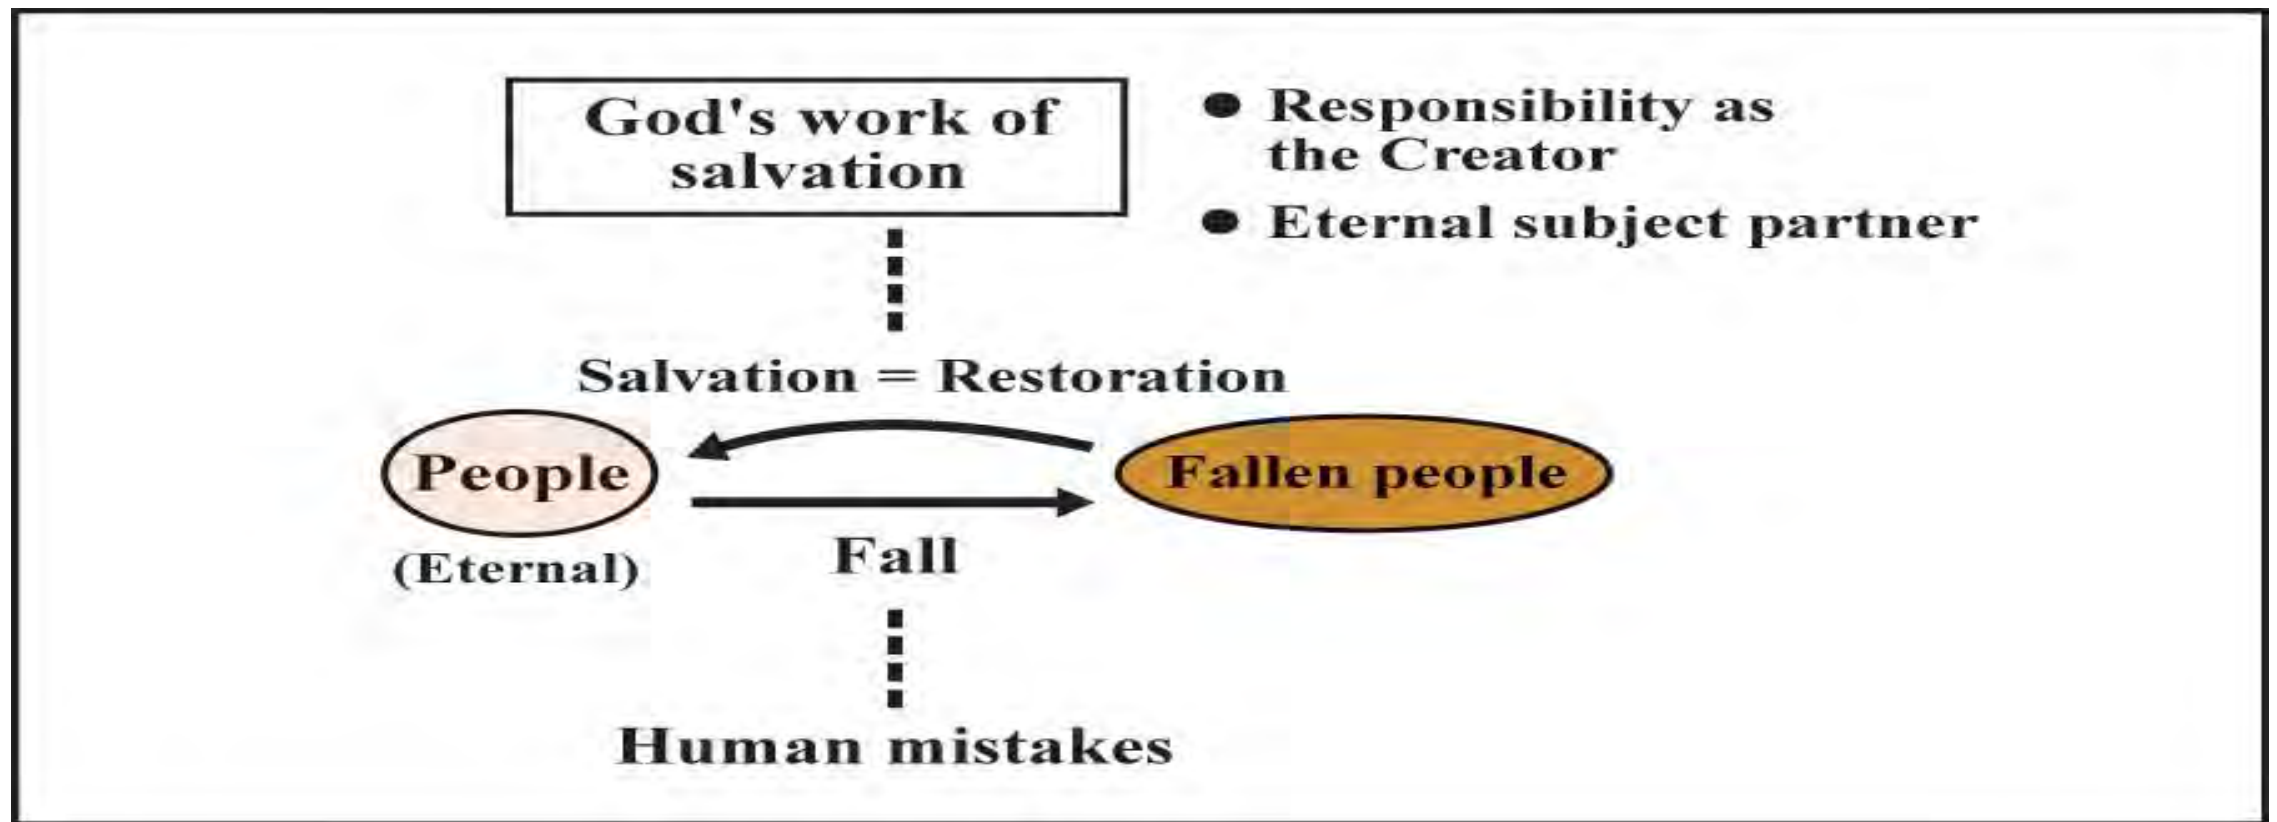 God's work of
salvation
● Responsibility as
the Creator
● Eternal subject partner
Salvation = Restoration
People
Fallen people
(Eternal)
Fall
Human mistakes